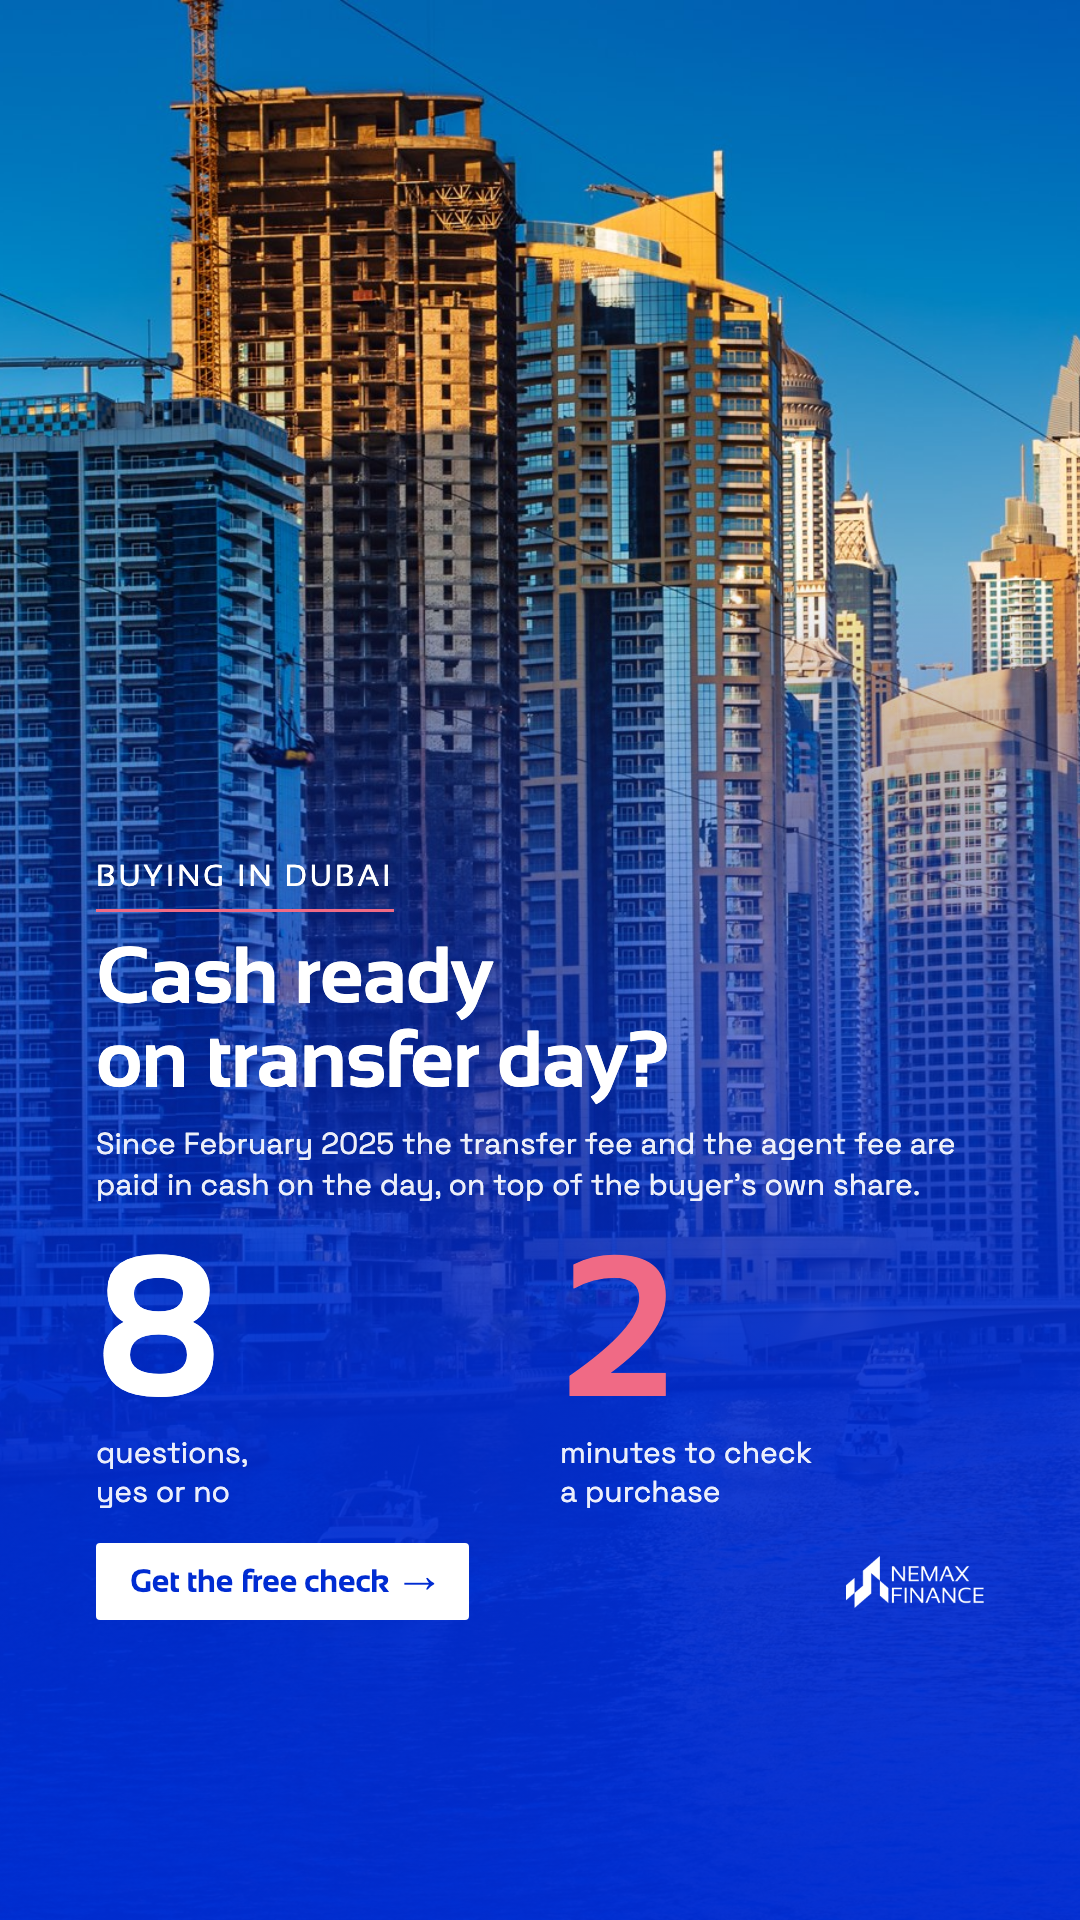 BUYING IN DUBAI
Cash ready
on transfer day?
Since February 2025 the transfer fee and the agent fee are
paid in cash on the day, on top of the buyer’s own share.
8
questions,
yes or no
2
minutes to check
a purchase
Get the free check →
NEMAX
FINANCE